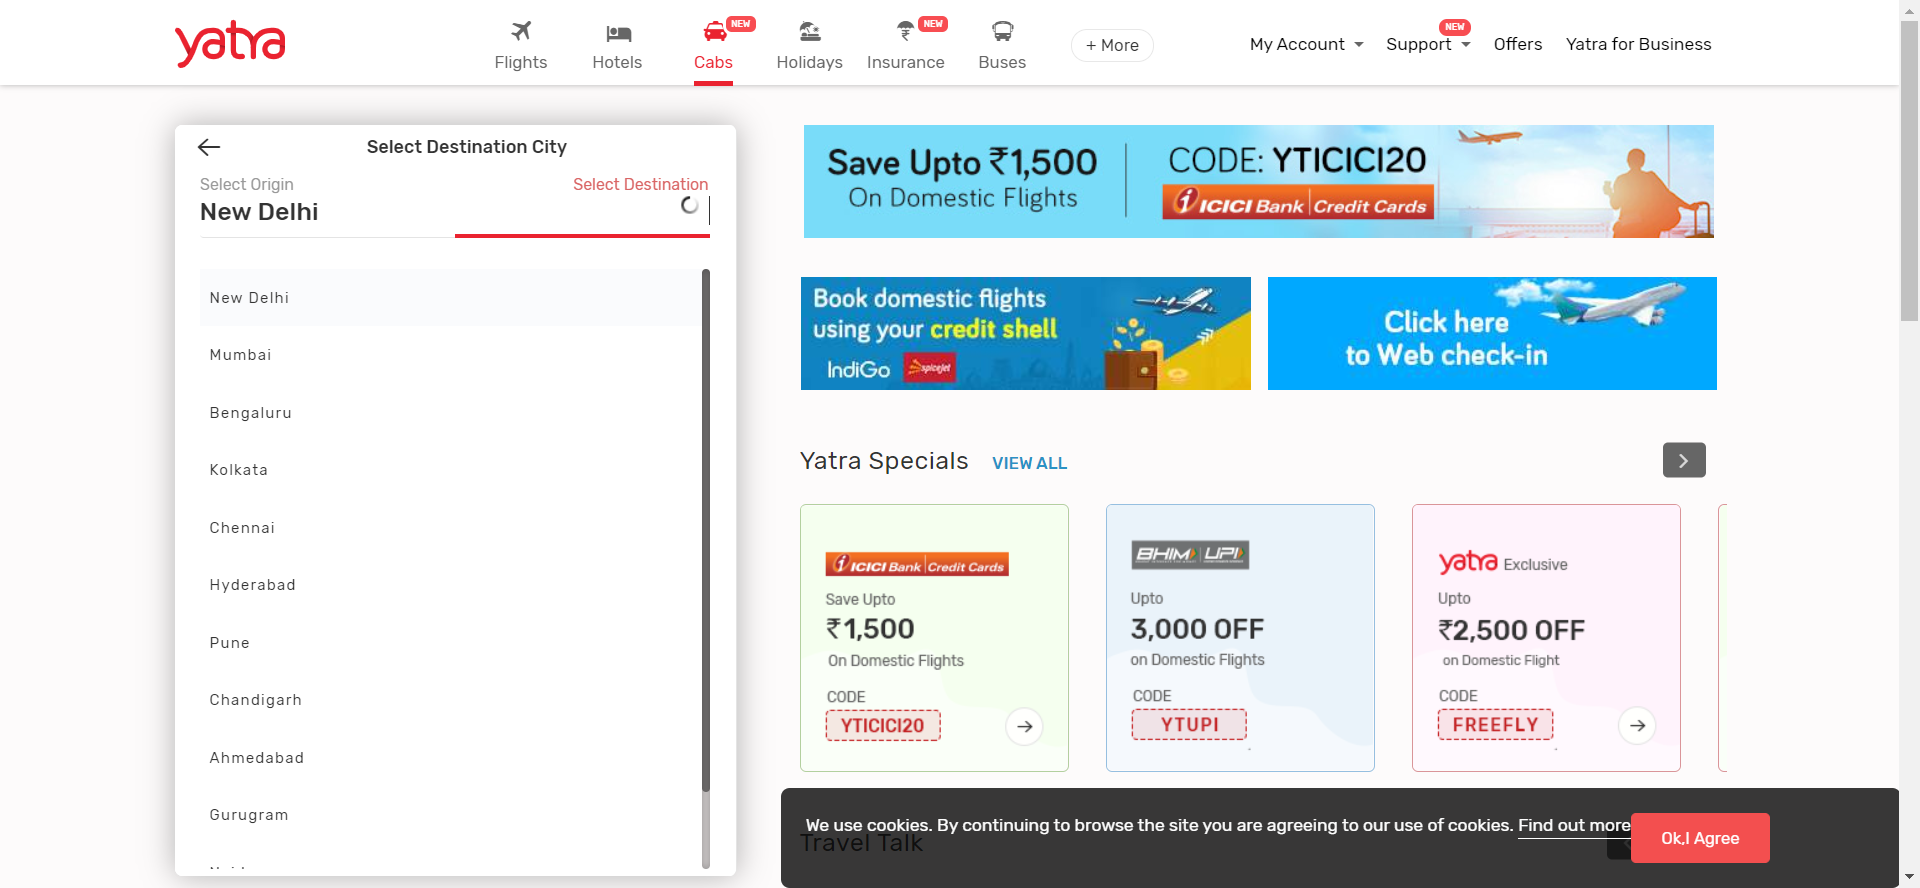 yatra
Flights
Hotels
NEW
Cabs
Holidays
NEW
Insurance
Buses
+ More
My Account
NEW
Support
Offers
Yatra for Business
Select Destination City
Select Origin
Select Destination
New Delhi
New Delhi
Mumbai
Bengaluru
Kolkata
Chennai
Hyderabad
Pune
Chandigarh
Ahmedabad
Gurugram
Save Upto ₹1,500
On Domestic Flights
CODE: YTICICI20
ICICI Bank Credit Cards
Book domestic flights
using your credit shell
IndiGo spicejet
Click here
to Web check-in
Yatra Specials VIEW ALL
ICICI Bank Credit Cards
Save Upto
₹1,500
On Domestic Flights
CODE
YTICICI20
BHIM UPI
Upto
3,000 OFF
on Domestic Flights
CODE
YTUPI
yatra Exclusive
Upto
₹2,500 OFF
on Domestic Flight
CODE
FREEFLY
We use cookies. By continuing to browse the site you are agreeing to our use of cookies. Find out more
Ok,I Agree
Travel Talk